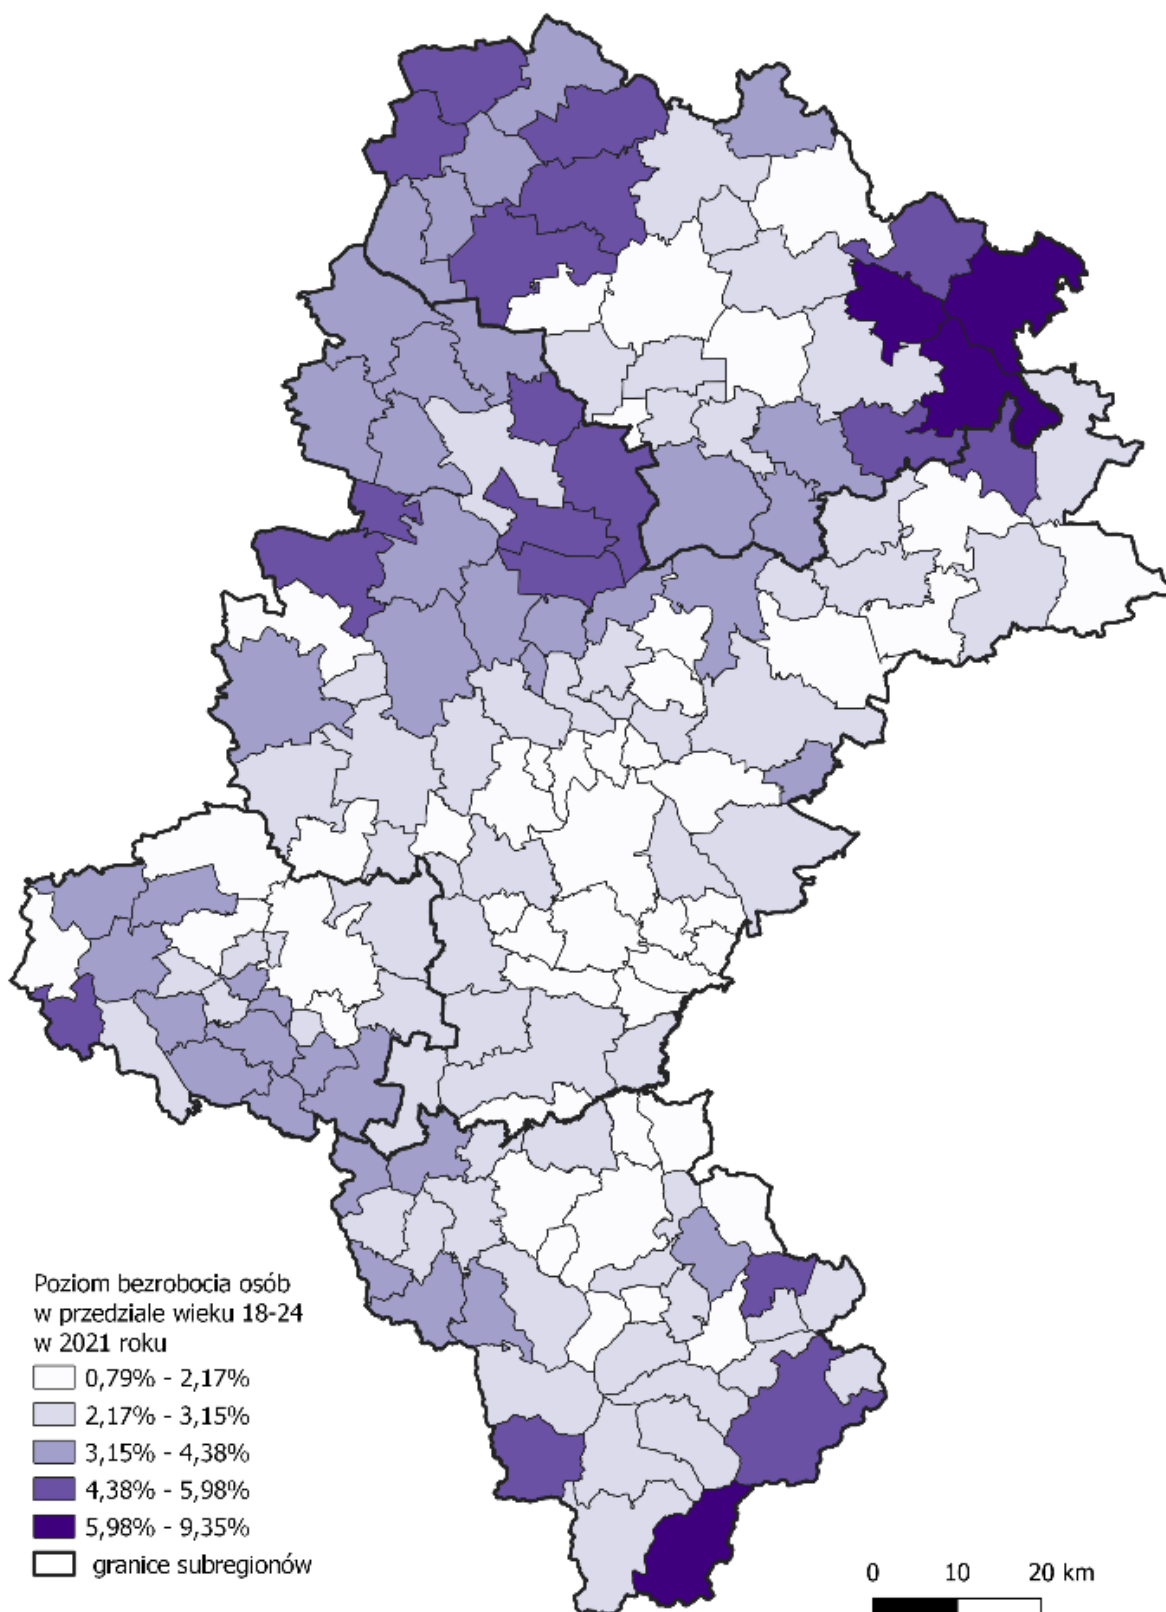 Poziom bezrobocia osób
w przedziale wieku 18-24
w 2021 roku
0,79% - 2,17%
2,17% - 3,15%
3,15% - 4,38%
4,38% - 5,98%
5,98% - 9,35%
granice subregionów
0 10 20 km